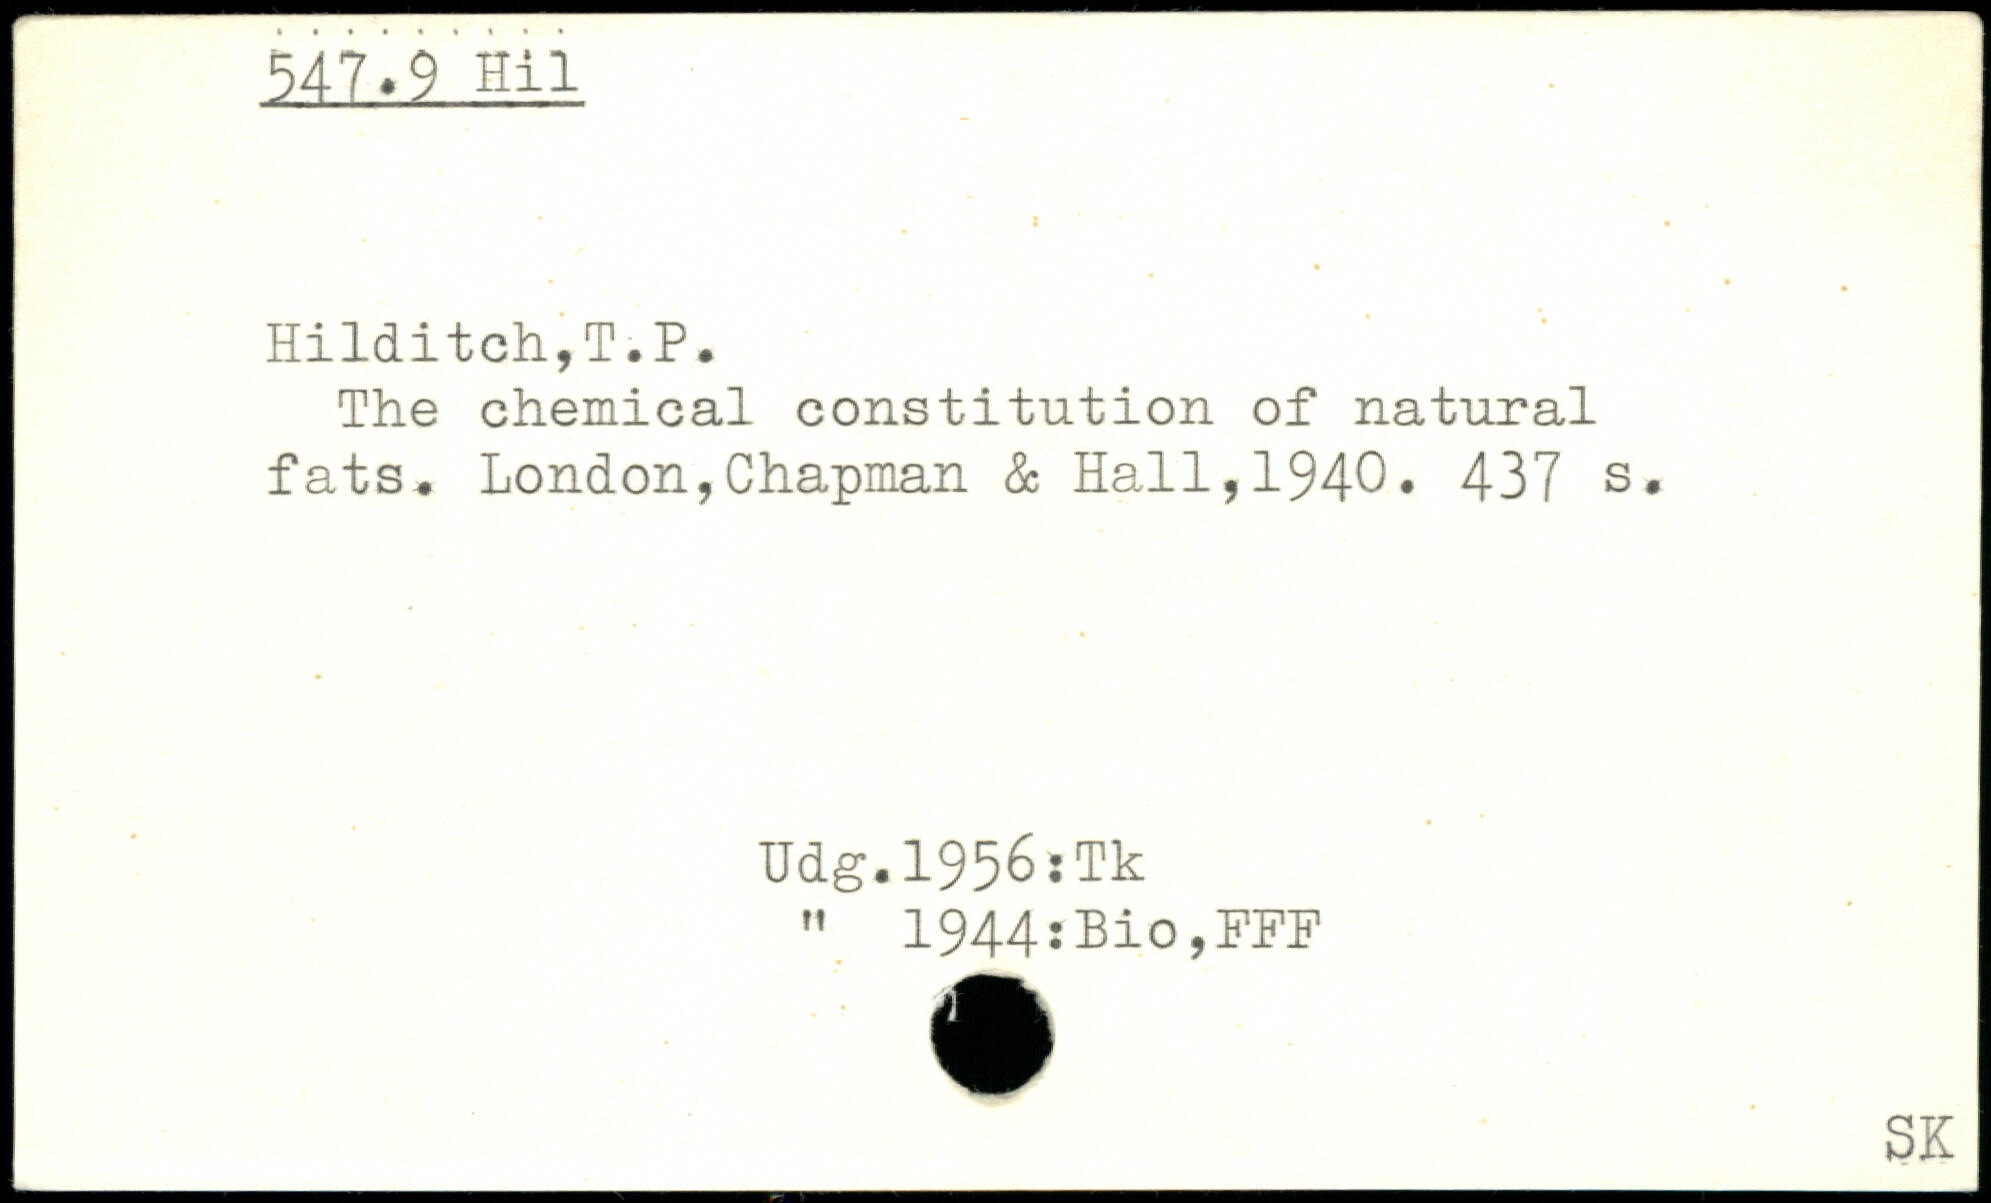 547.9 Hil
Hilditch,T.P.
The chemical constitution of natural
fats. London,Chapman & Hall,1940. 437 s.
Udg.1956:Tk
" 1944:Bio,FFF
SK